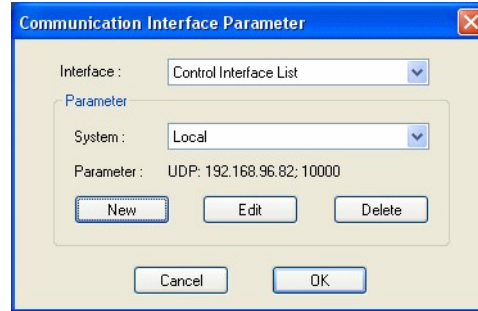 Communication Interface Parameter
Interface : Control Interface List
Parameter
System : Local
Parameter : UDP: 192.168.96.82; 10000
New Edit Delete
Cancel OK